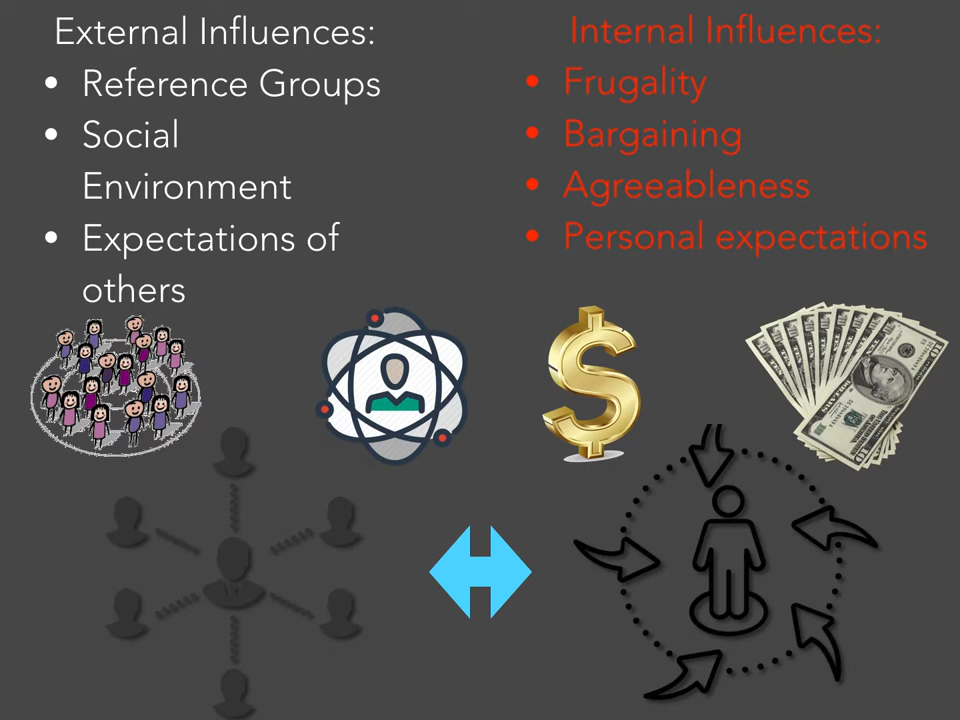 External Influences:
• Reference Groups
• Social
Environment
• Expectations of
others
Internal Influences:
• Frugality
• Bargaining
• Agreeableness
• Personal expectations